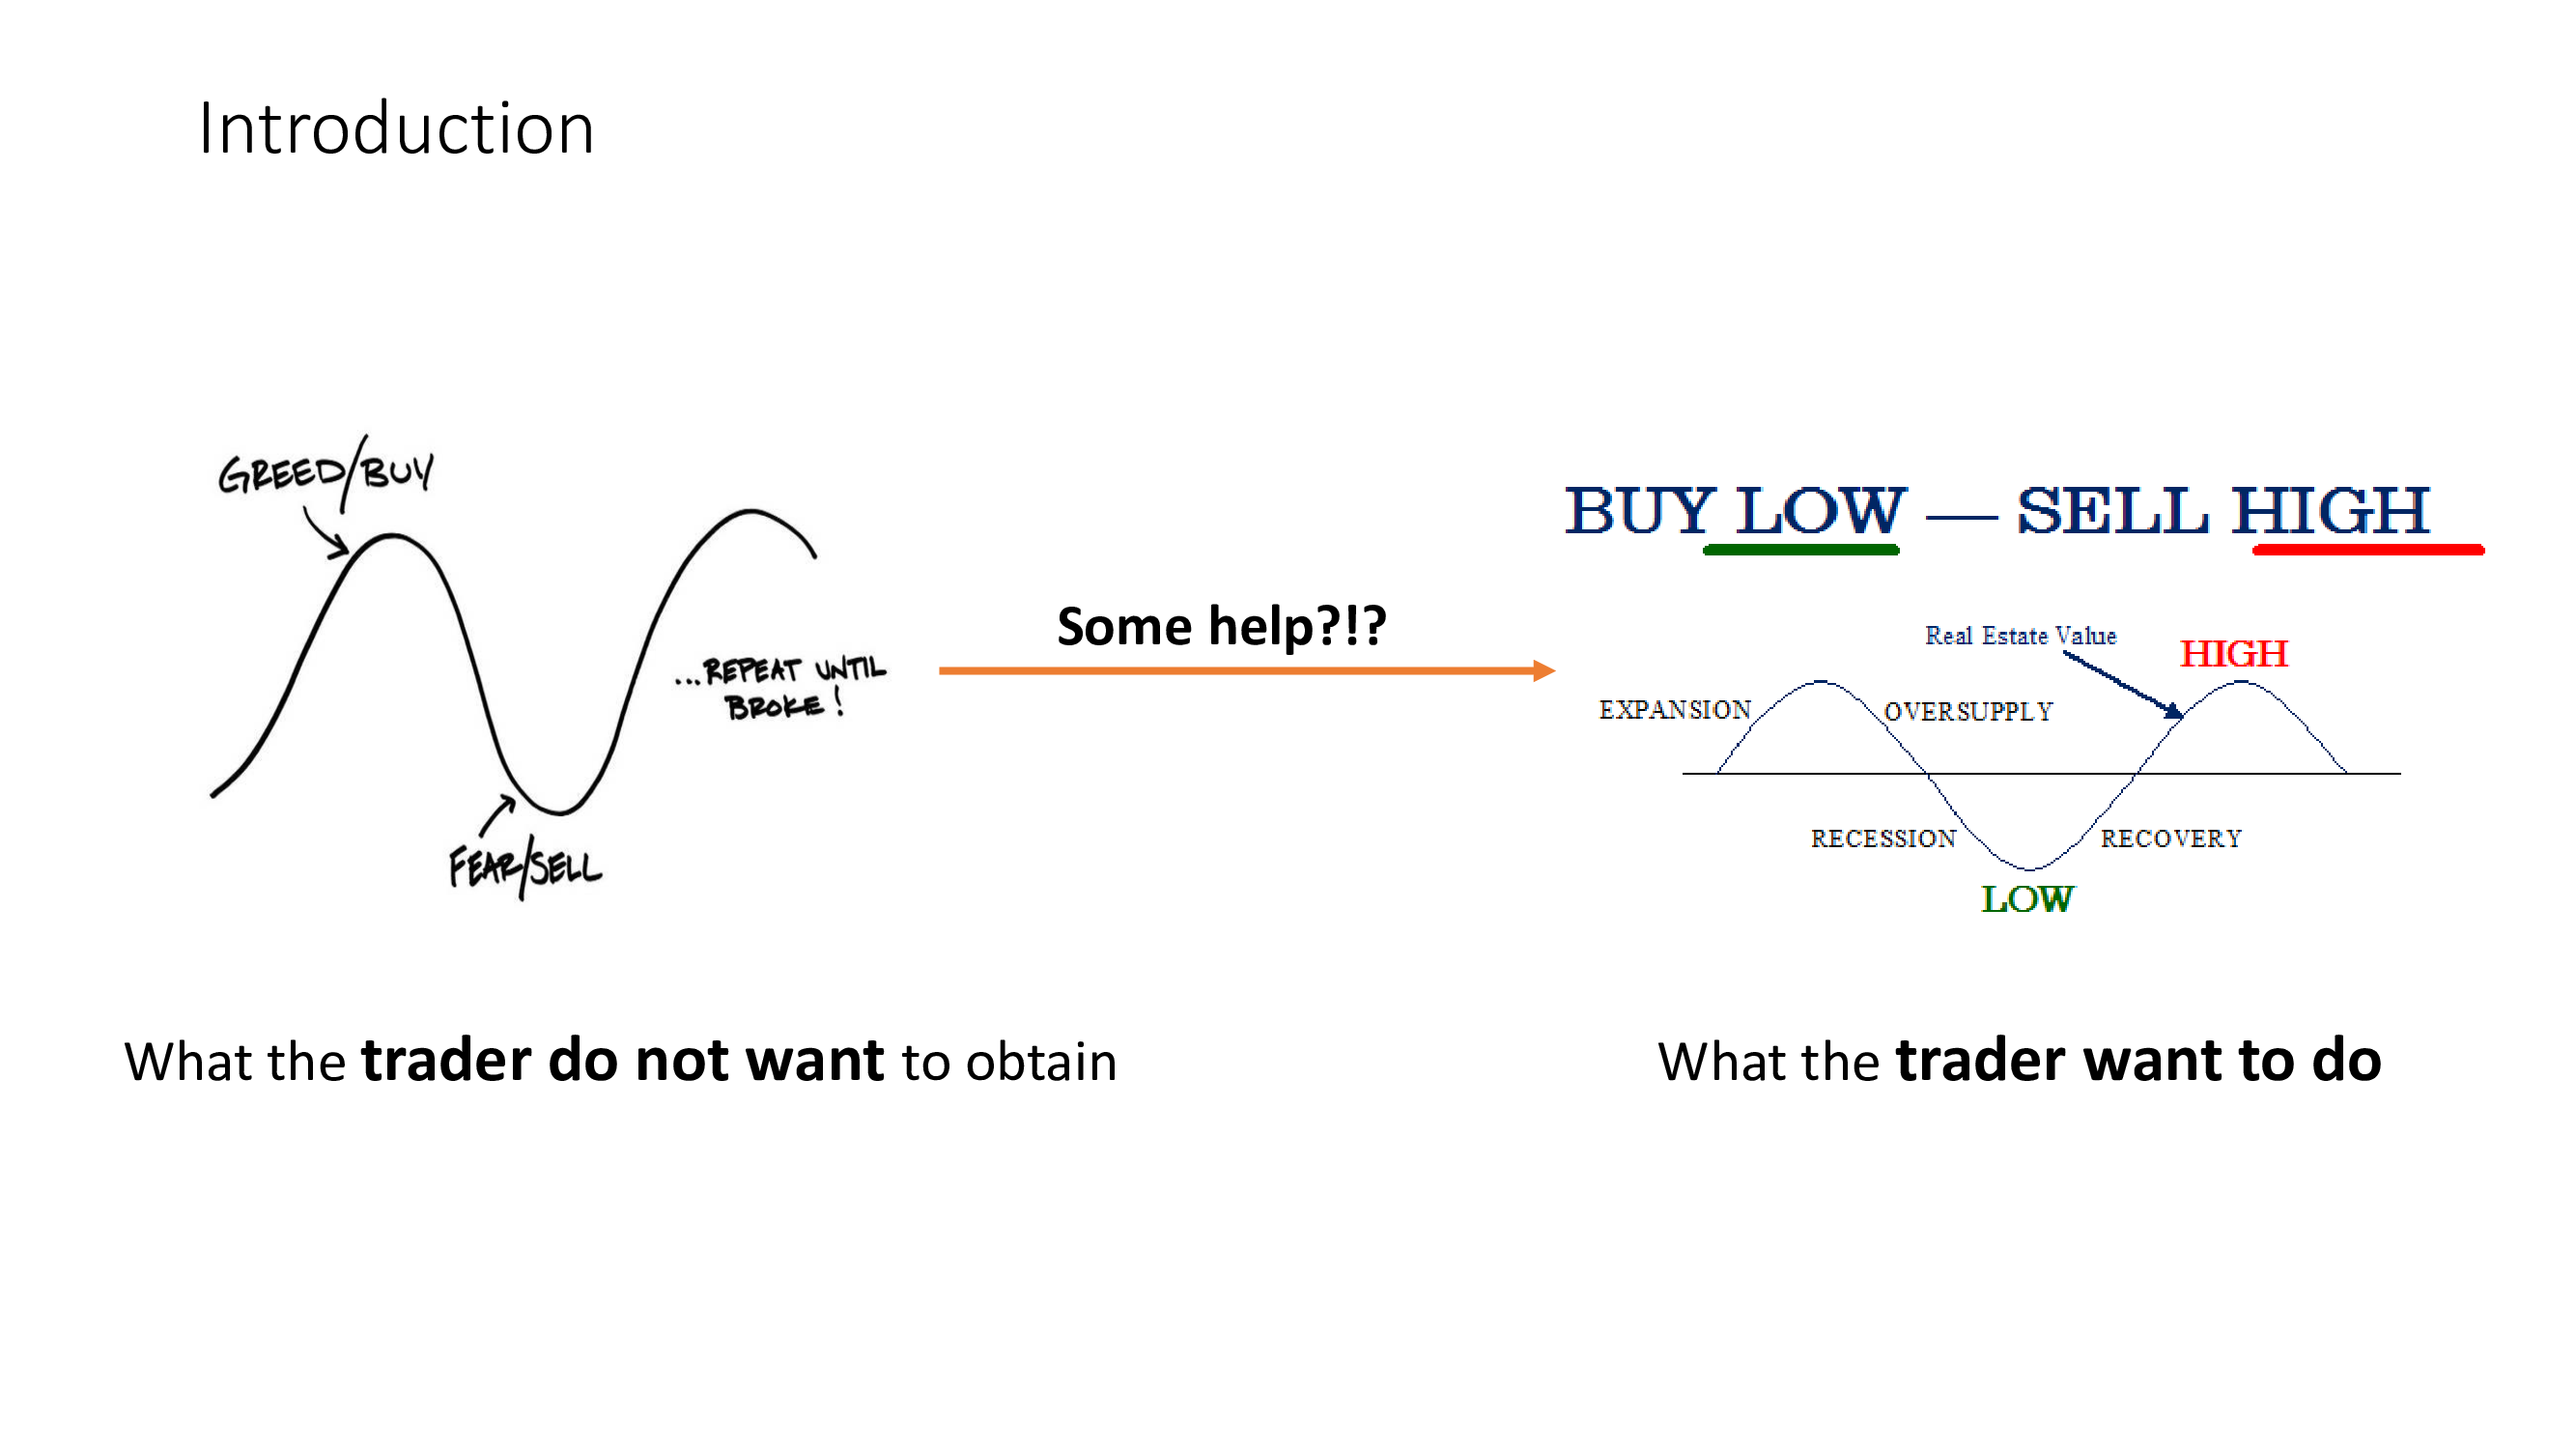 Introduction
GREED/BUY
...REPEAT UNTIL
BROKE!
FEAR/SELL
What the trader do not want to obtain
Some help?!?
BUY LOW — SELL HIGH
Real Estate Value
HIGH
EXPANSION
OVERSUPPLY
RECESSION
RECOVERY
LOW
What the trader want to do